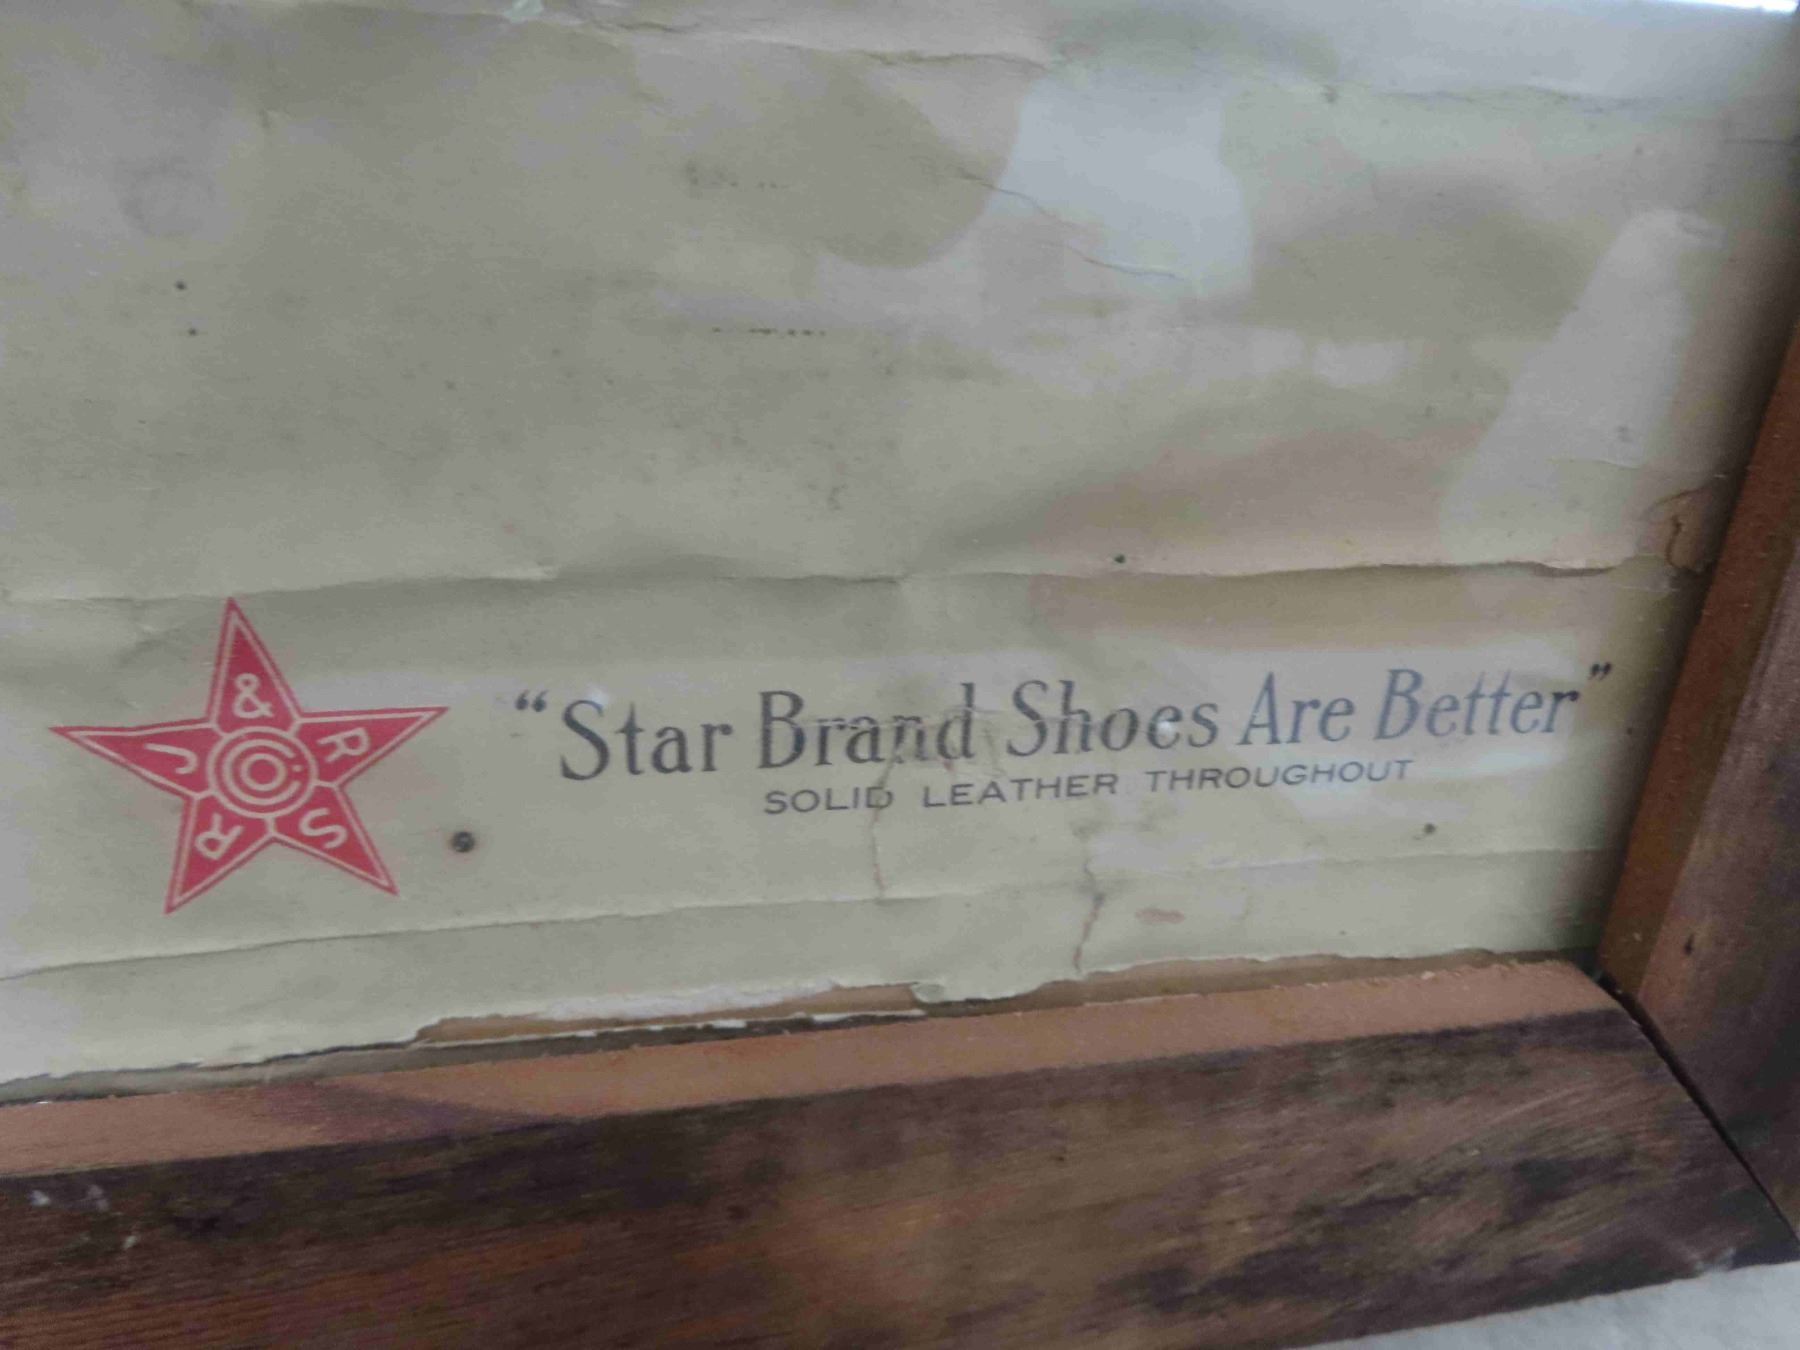 &
J R
R S
“Star Brand Shoes Are Better”
SOLID LEATHER THROUGHOUT